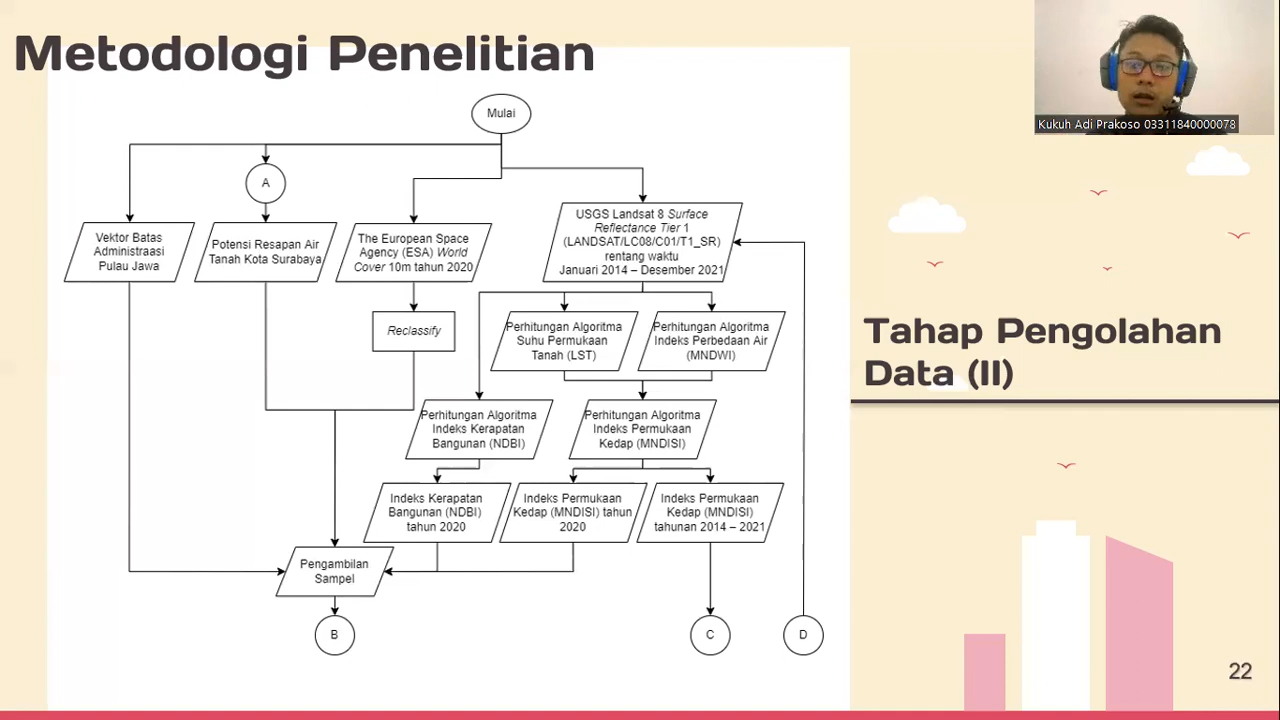 Metodologi Penelitian
Kukuh Adi Prakoso 03311840000078
Mulai
A
Vektor Batas
Administraasi
Pulau Jawa
Potensi Resapan Air
Tanah Kota Surabaya
The European Space
Agency (ESA) World
Cover 10m tahun 2020
USGS Landsat 8 Surface
Reflectance Tier 1
(LANDSAT/LC08/C01/T1_SR)
rentang waktu
Januari 2014 – Desember 2021
Reclassify
Perhitungan Algoritma
Suhu Permukaan
Tanah (LST)
Perhitungan Algoritma
Indeks Perbedaan Air
(MNDWI)
Tahap Pengolahan
Data (II)
Perhitungan Algoritma
Indeks Kerapatan
Bangunan (NDBI)
Perhitungan Algoritma
Indeks Permukaan
Kedap (MNDISI)
Indeks Kerapatan
Bangunan (NDBI)
tahun 2020
Indeks Permukaan
Kedap (MNDISI) tahun
2020
Indeks Permukaan
Kedap (MNDISI)
tahunan 2014 – 2021
Pengambilan
Sampel
B
C
D
22